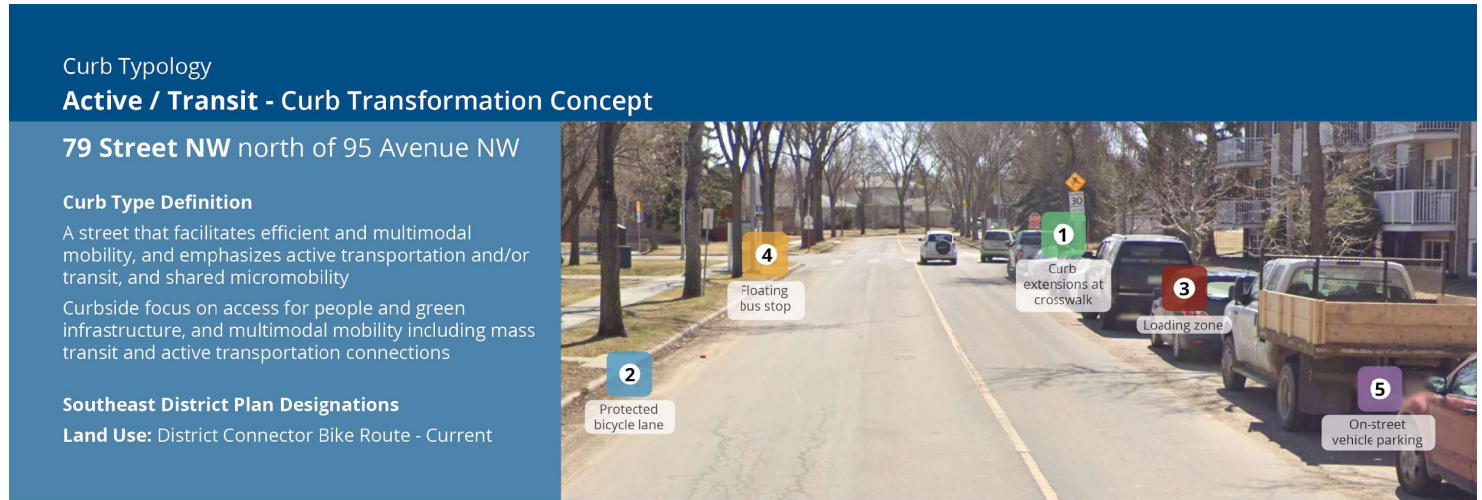 Curb Typology
Active / Transit - Curb Transformation Concept
79 Street NW north of 95 Avenue NW
Curb Type Definition
A street that facilitates efficient and multimodal
mobility, and emphasizes active transportation and/or
transit, and shared micromobility
Curbside focus on access for people and green
infrastructure, and multimodal mobility including mass
transit and active transportation connections
Southeast District Plan Designations
Land Use: District Connector Bike Route - Current
30
1
Curb
extensions at
crosswalk
4
Floating
bus stop
3
Loading zone
2
Protected
bicycle lane
5
On-street
vehicle parking